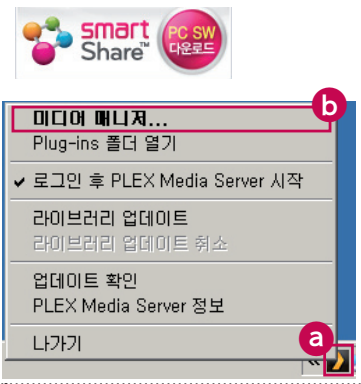 smart
Share™
PC SW
다운로드
b
미디어 매니저...
Plug-ins 폴더 열기
로그인 후 PLEX Media Server 시작
라이브러리 업데이트
라이브러리 업데이트 취소
업데이트 확인
PLEX Media Server 정보
나가기
a
«